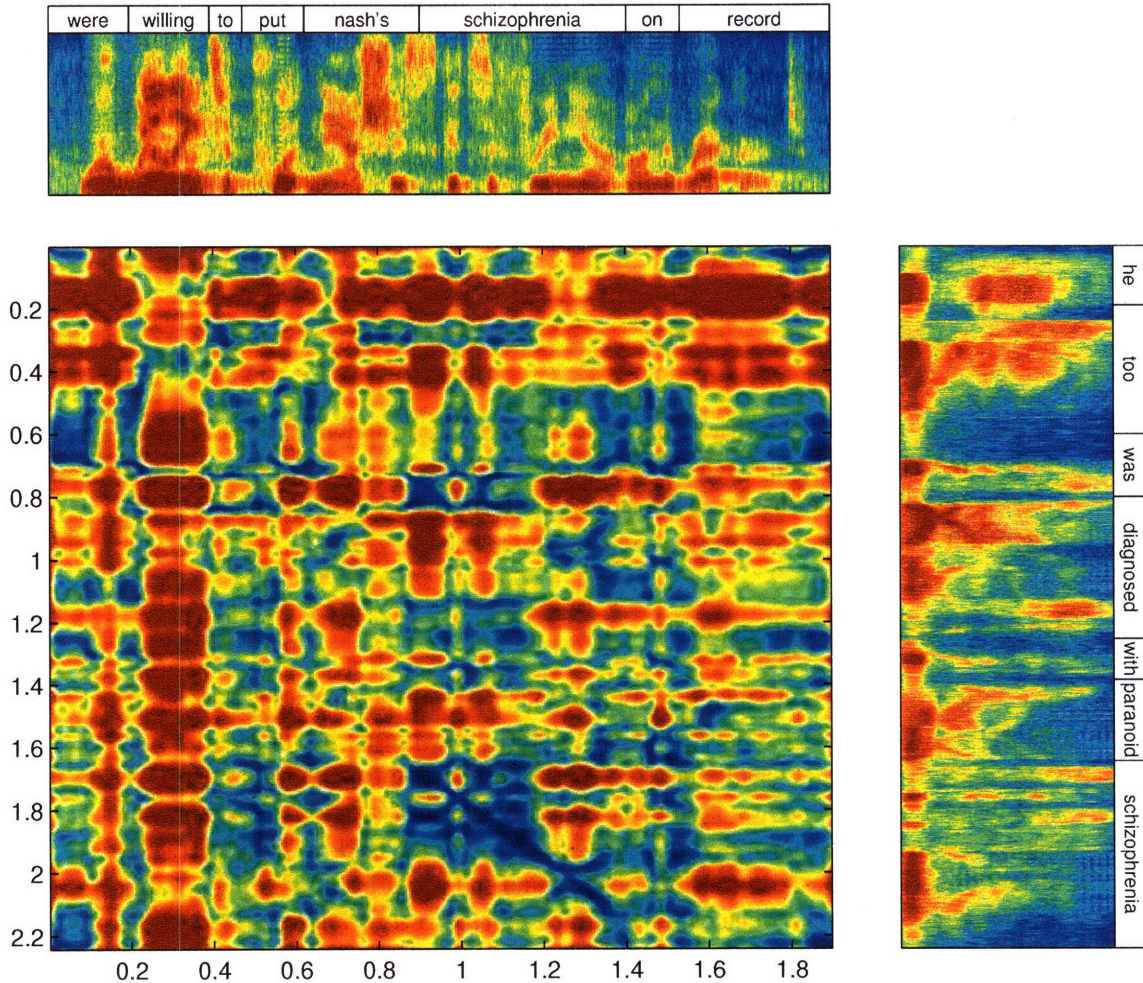 were willing to put nash's schizophrenia on record
0.2
0.4
0.6
0.8
1
1.2
1.4
1.6
1.8
2
2.2
0.2 0.4 0.6 0.8 1 1.2 1.4 1.6 1.8
he
too
was
diagnosed
with
paranoid
schizophrenia